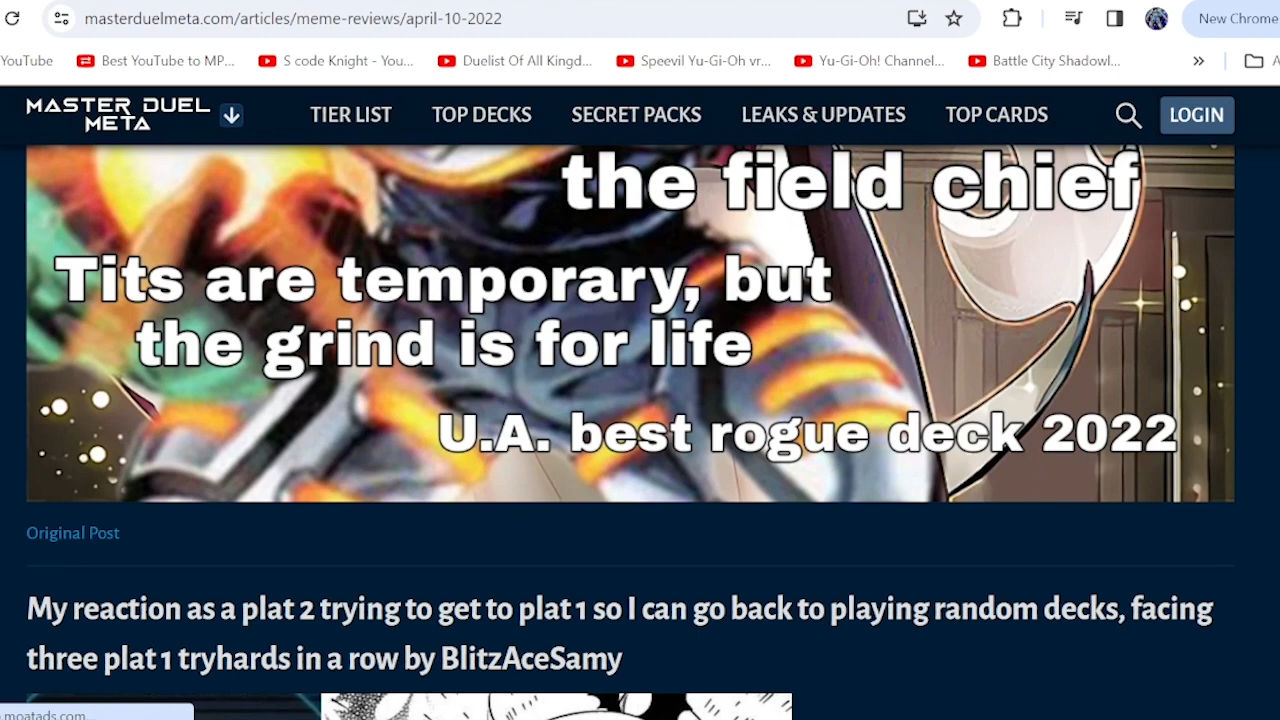 masterduelmeta.com/articles/meme-reviews/april-10-2022
New Chrome
YouTube
Best YouTube to MP...
S code Knight - You...
Duelist Of All Kingd...
Speevil Yu-Gi-Oh vr...
Yu-Gi-Oh! Channel...
Battle City Shadowl...
»
A
MASTER DUEL
META
TIER LIST
TOP DECKS
SECRET PACKS
LEAKS & UPDATES
TOP CARDS
LOGIN
the field chief
Tits are temporary, but
the grind is for life
U.A. best rogue deck 2022
Original Post
My reaction as a plat 2 trying to get to plat 1 so I can go back to playing random decks, facing
three plat 1 tryhards in a row by BlitzAceSamy
.moatads.com...